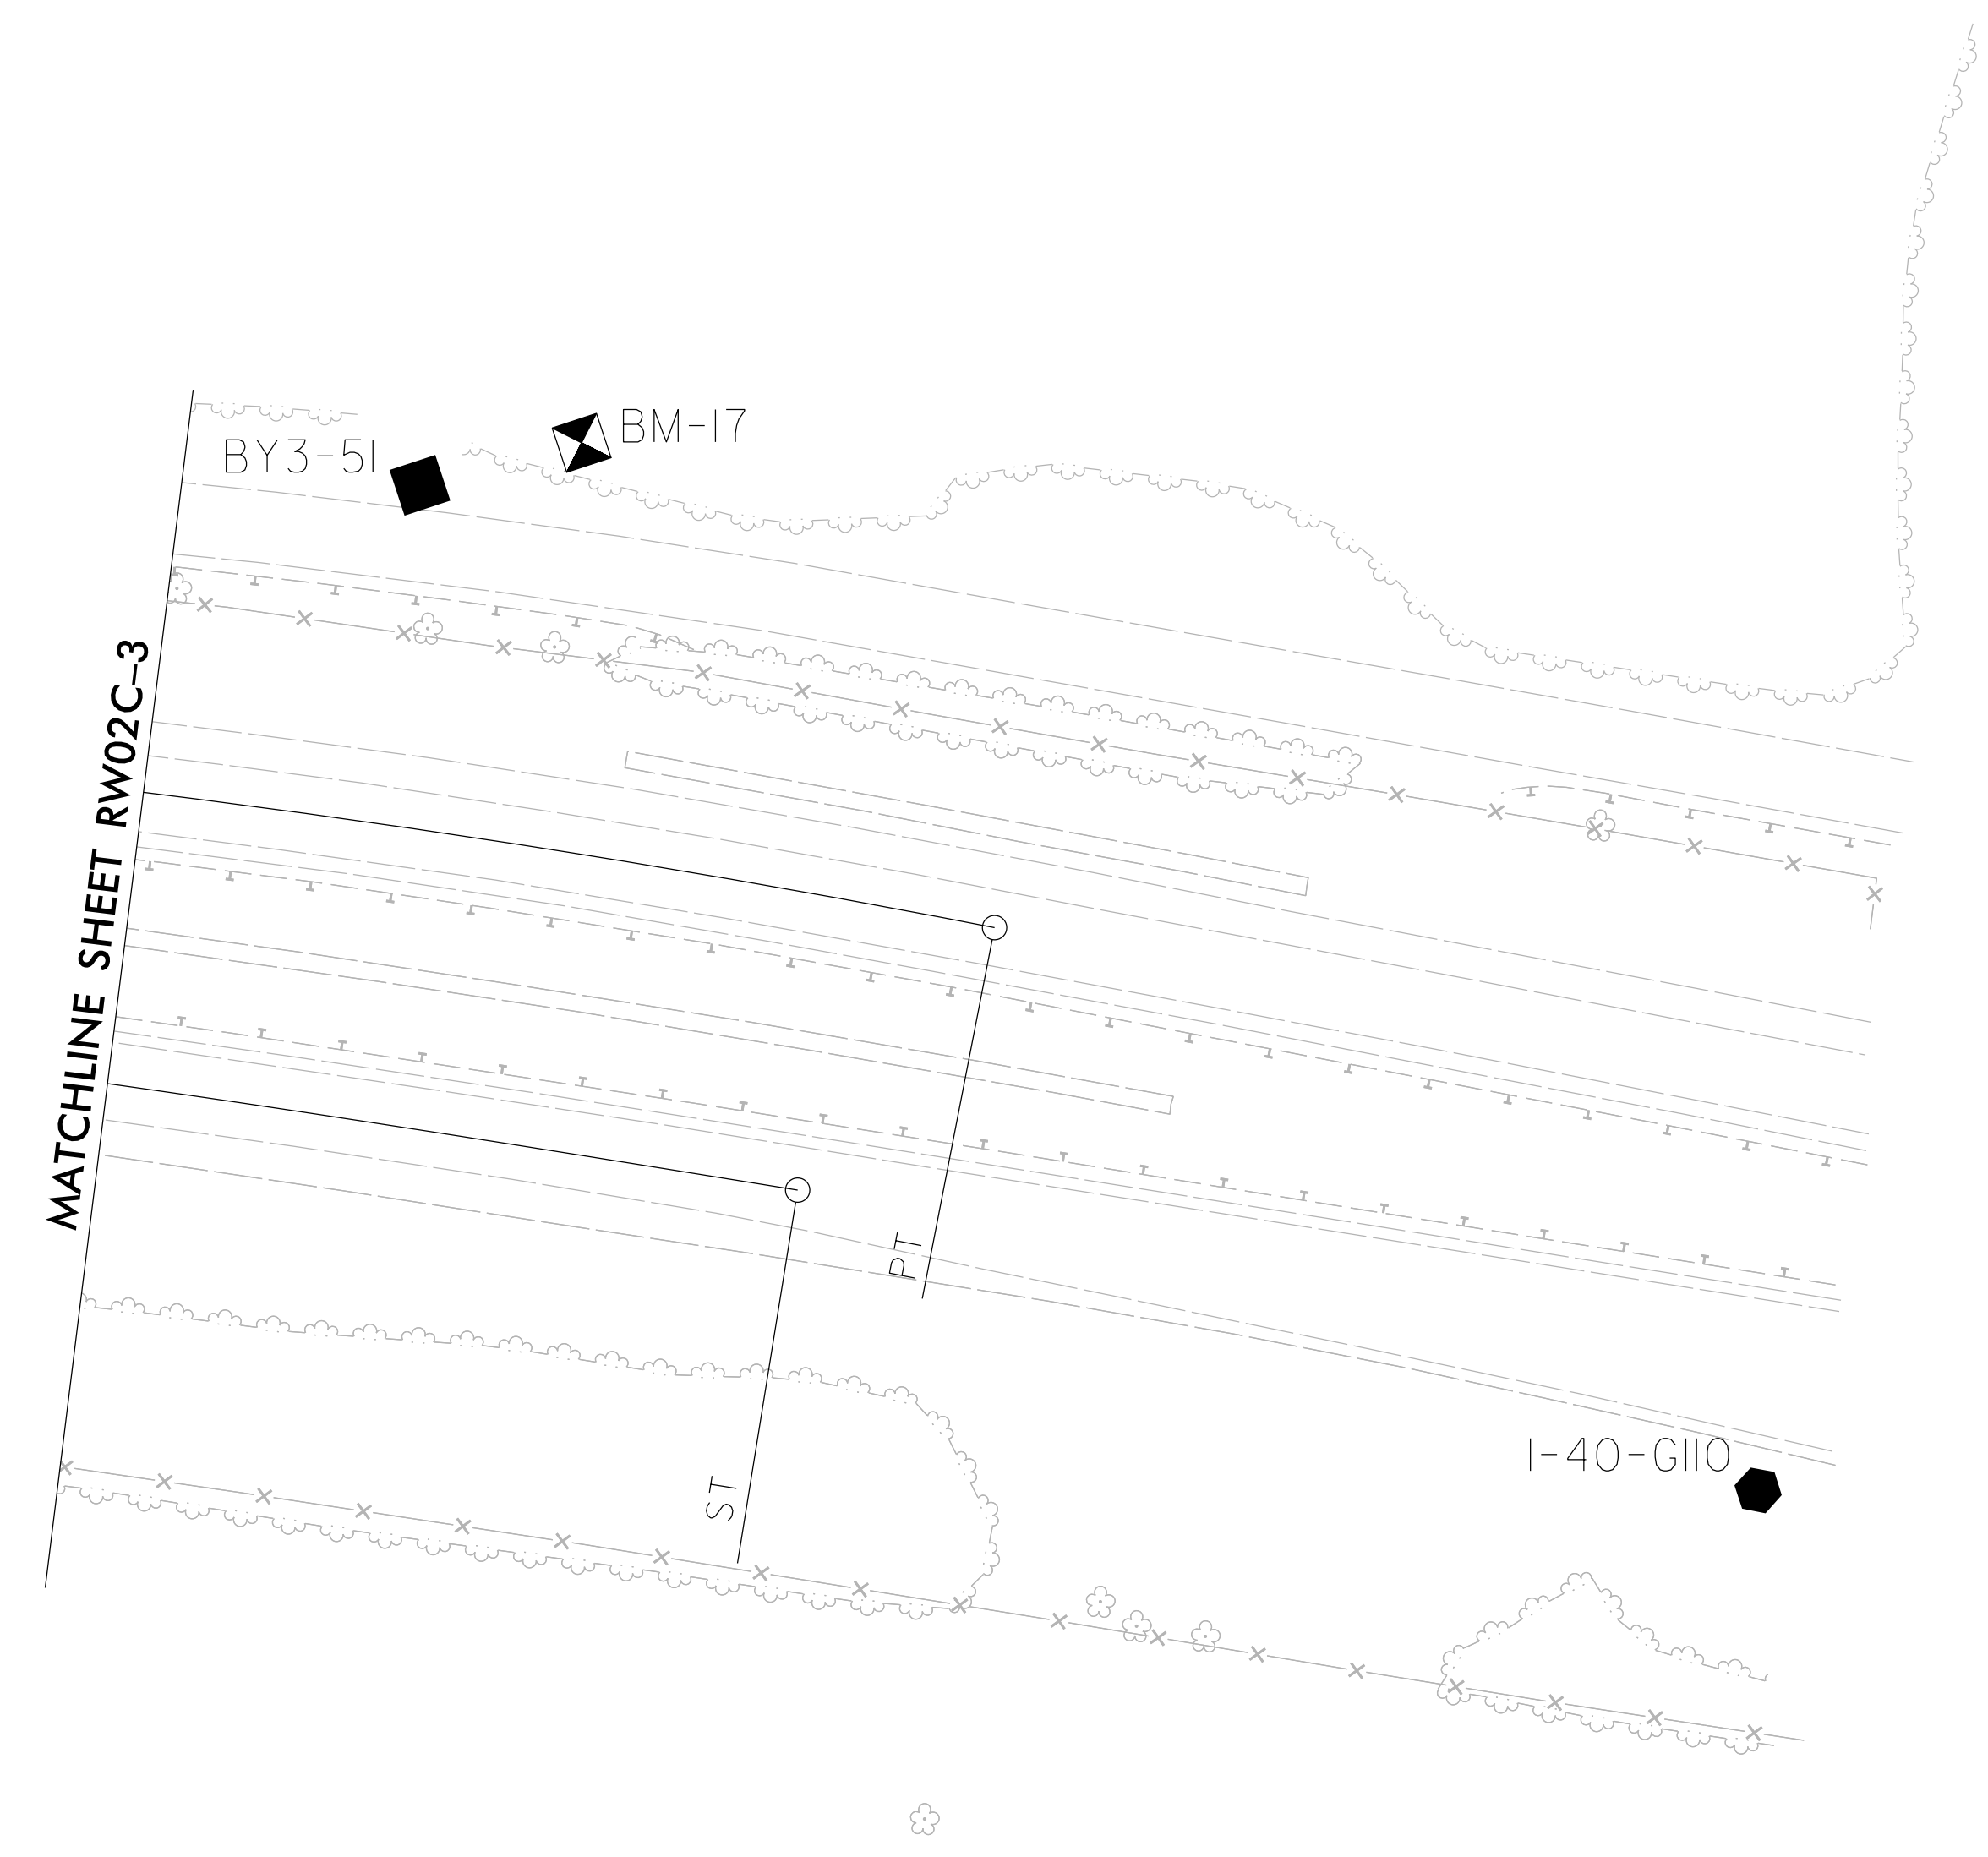 BM-17
BY3-51
MATCHLINE SHEET RW02C-3
PT
ST
I-40-G110